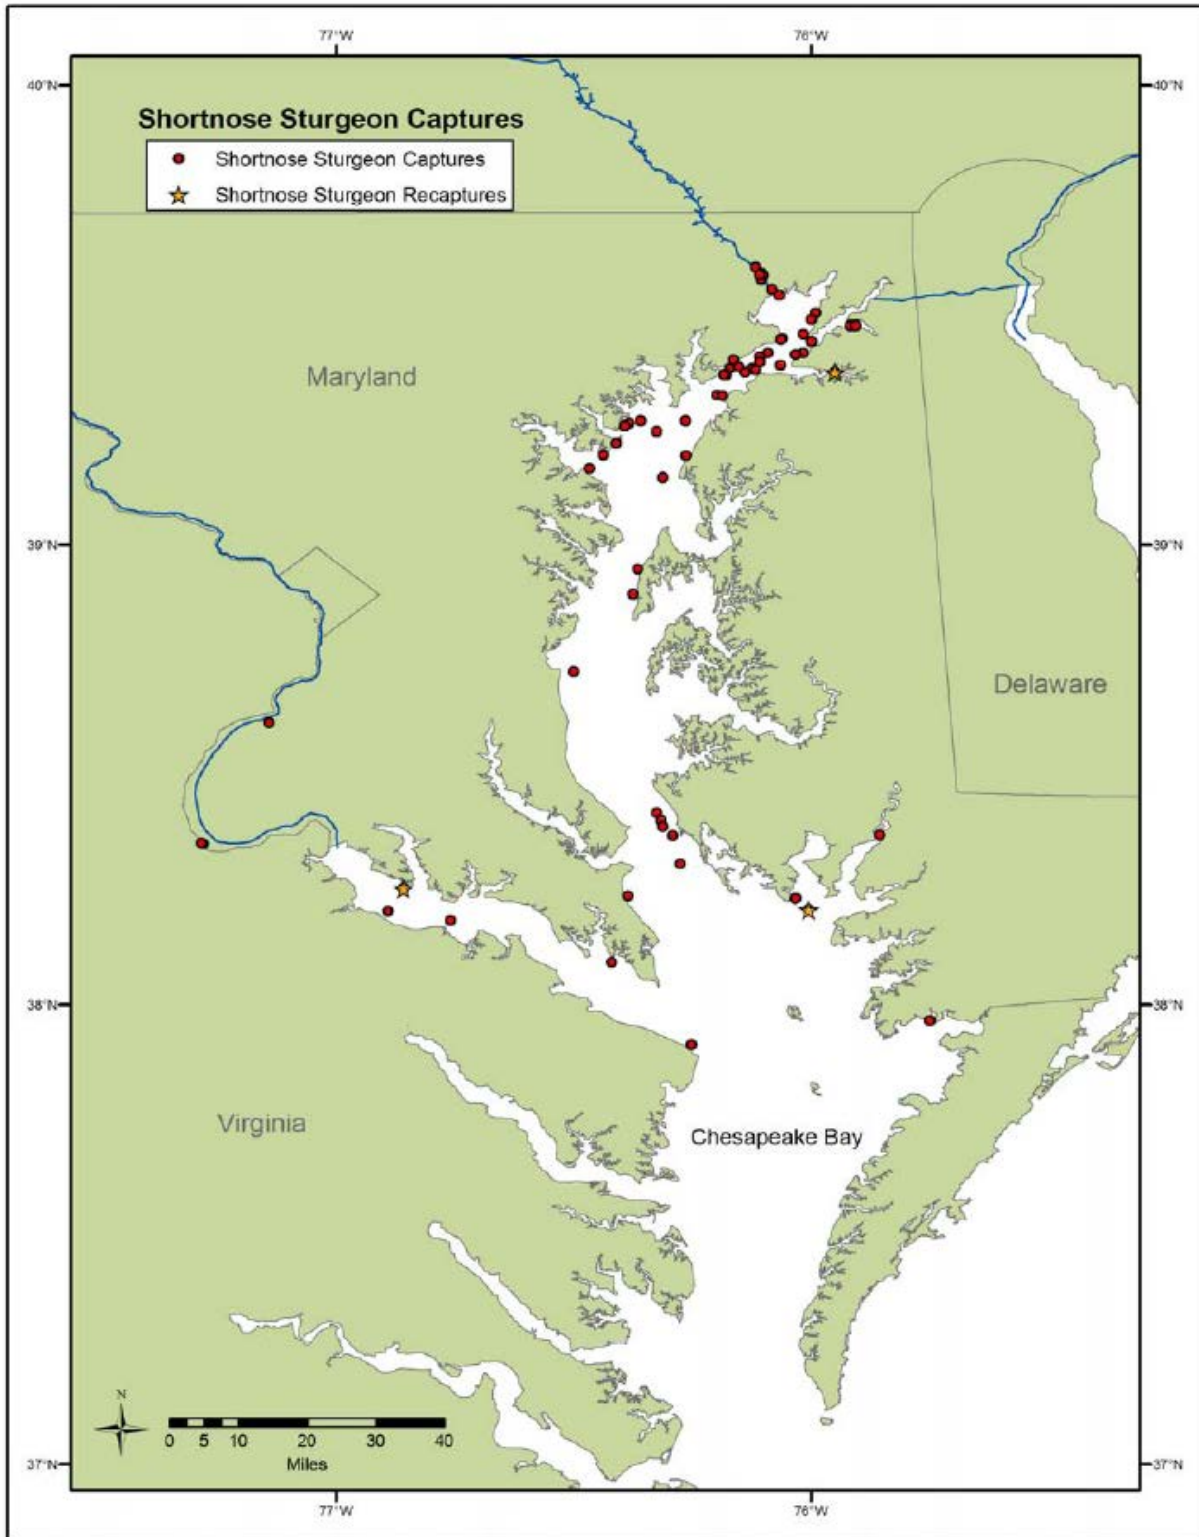 77°W 76°W
40°N 40°N
Shortnose Sturgeon Captures
Shortnose Sturgeon Captures
Shortnose Sturgeon Recaptures
Maryland
39°N 39°N
Delaware
38°N 38°N
Virginia
Chesapeake Bay
N
0 5 10 20 30 40
Miles
37°N 37°N
77°W 76°W